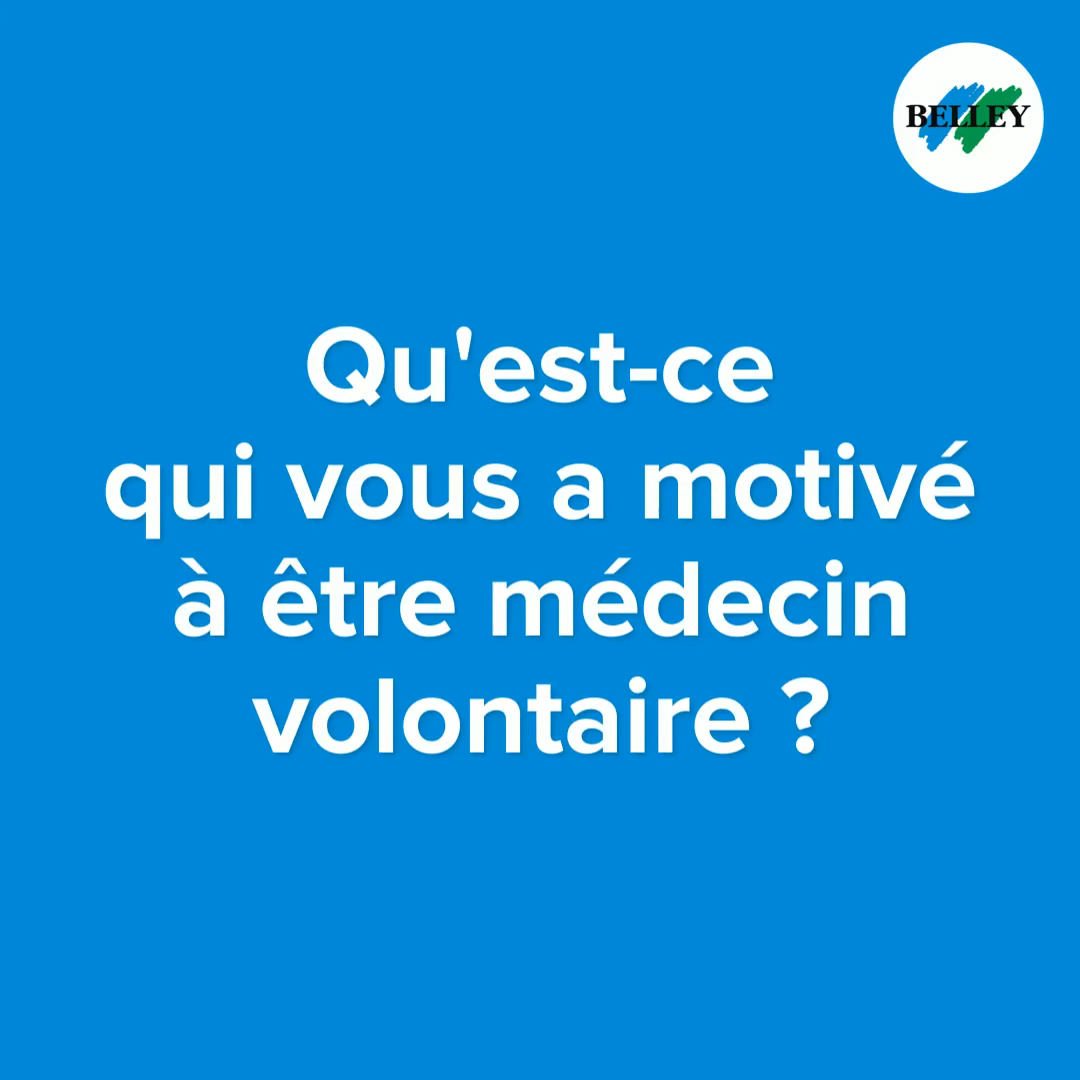 BELLEY
Qu'est-ce
qui vous a motivé
à être médecin
volontaire ?